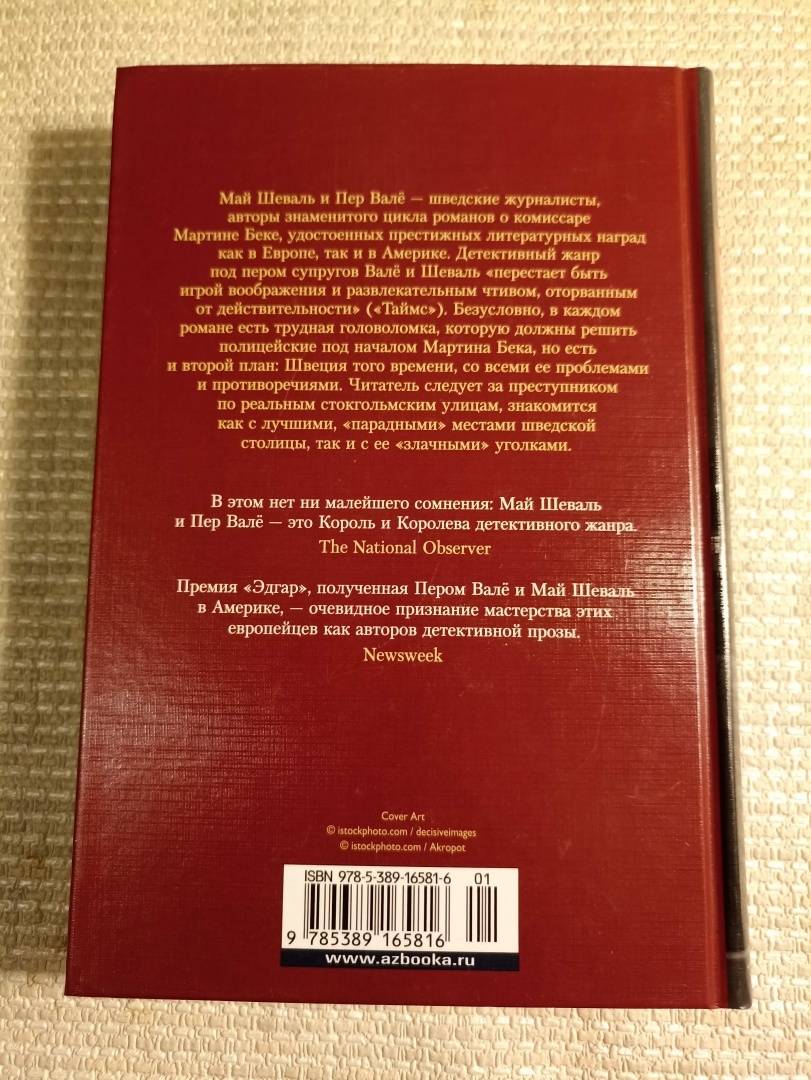 Май Шеваль и Пер Валё — шведские журналисты,
авторы знаменитого цикла романов о комиссаре
Мартине Беке, удостоенных престижных литературных наград
как в Европе, так и в Америке. Детективный жанр
под пером супругов Валё и Шеваль «перестает быть
игрой воображения и развлекательным чтивом, оторванным
от действительности» («Таймс»). Безусловно, в каждом
романе есть трудная головоломка, которую должны решить
полицейские под началом Мартина Бека, но есть
и второй план: Швеция того времени, со всеми ее проблемами
и противоречиями. Читатель следует за преступником
по реальным стокгольмским улицам, знакомится
как с лучшими, «парадными» местами шведской
столицы, так и с ее «злачными» уголками.
В этом нет ни малейшего сомнения: Май Шеваль
и Пер Валё — это Король и Королева детективного жанра.
The National Observer
Премия «Эдгар», полученная Пером Валё и Май Шеваль
в Америке, — очевидное признание мастерства этих
европейцев как авторов детективной прозы.
Newsweek
Cover Art
© istockphoto.com / decisiveimages
© istockphoto.com / Akropot
ISBN 978-5-389-16581-6 01
9 785389 165816
www.azbooka.ru